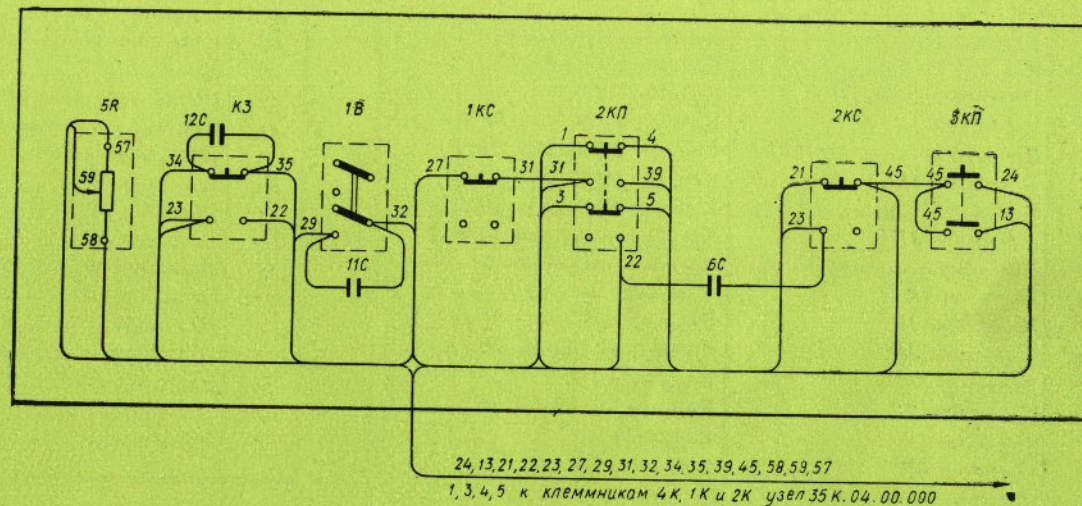 5R
К3
1В
1КС
2КП
2КС
3КП
12С
57
59
58
34
35
23
22
29
32
11С
27
31
1
4
31
39
3
5
22
6С
21
45
23
45
24
45
13
24,13,21,22,23,27,29,31,32,34.35,39,45,58,59,57
1,3,4,5 к клеммникам 4К, 1К и 2К узел 35К.04.00.000